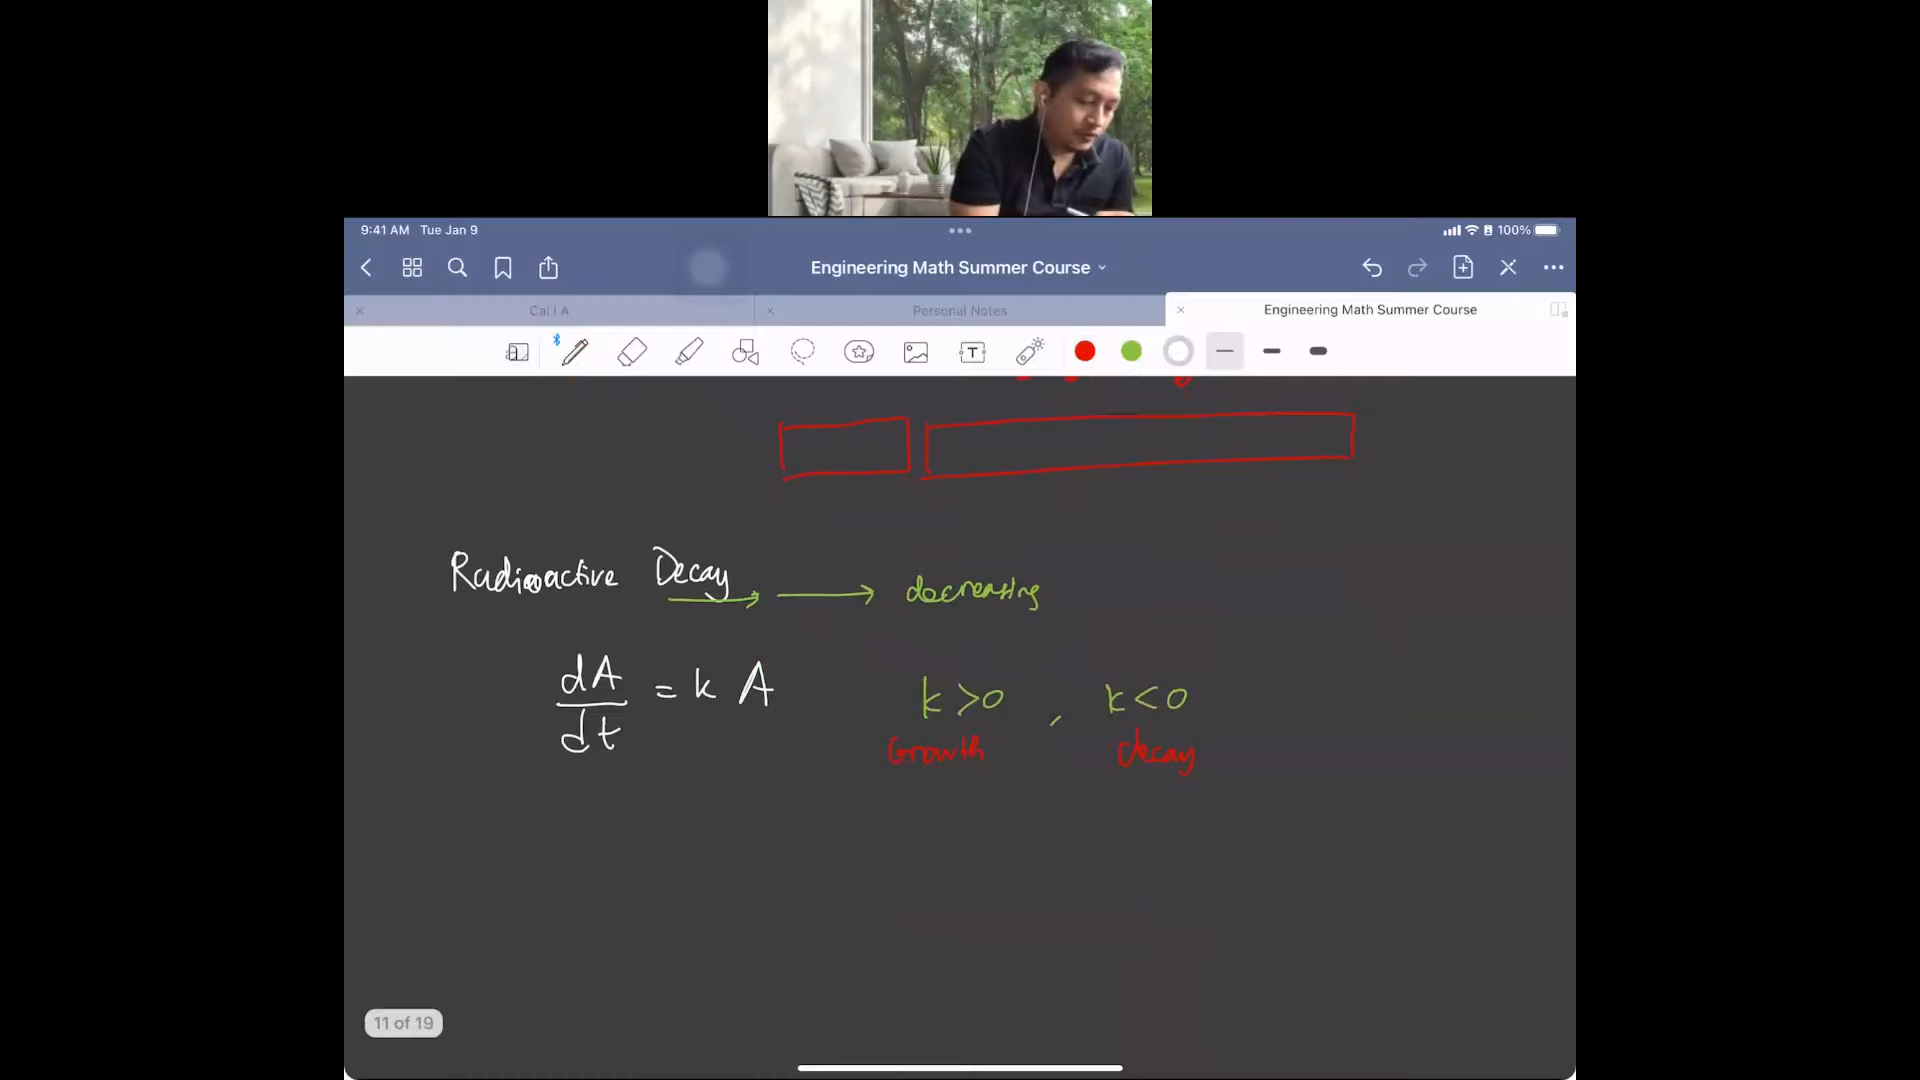 9:41 AM Tue Jan 9
100%
Engineering Math Summer Course
Cal I A
Personal Notes
Engineering Math Summer Course
Radioactive Decay → decreasing
dA/dt = k A
k > 0 , k < 0
Growth decay
11 of 19